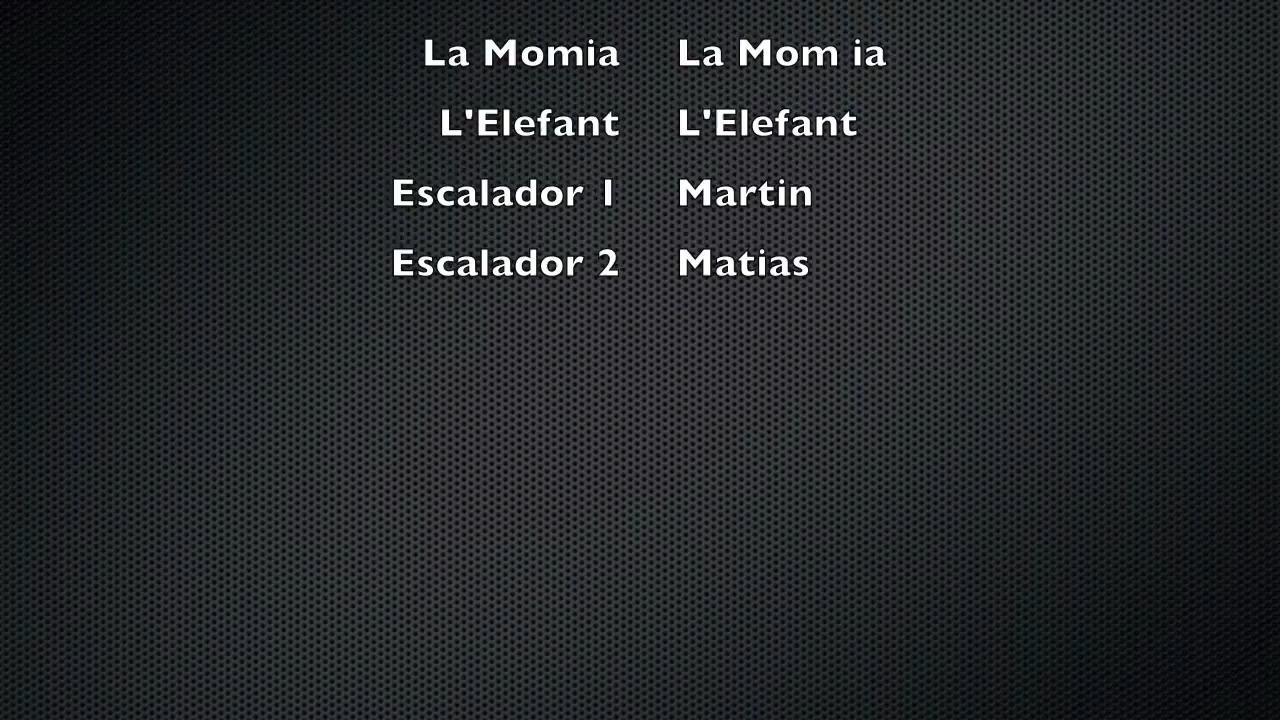 La Momia La Mom ia
L'Elefant L'Elefant
Escalador 1 Martin
Escalador 2 Matias